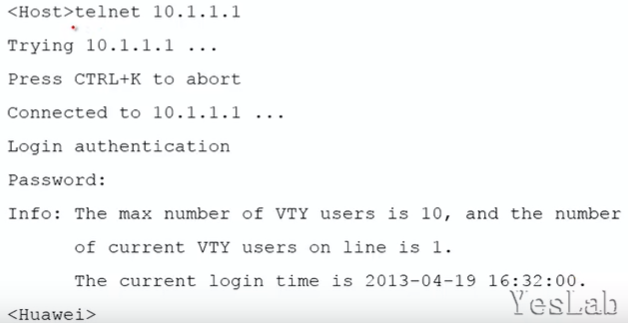 <Host>telnet 10.1.1.1
Trying 10.1.1.1 ...
Press CTRL+K to abort
Connected to 10.1.1.1 ...
Login authentication
Password:
Info: The max number of VTY users is 10, and the number
of current VTY users on line is 1.
The current login time is 2013-04-19 16:32:00.
YesLab
<Huawei>